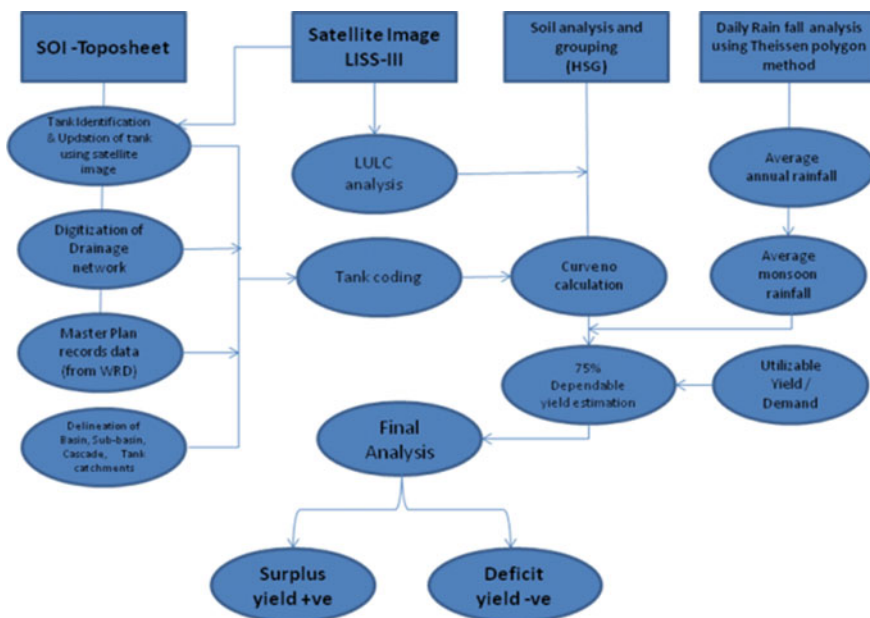 SOI -Toposheet
Satellite Image
LISS-III
Soil analysis and
grouping
(HSG)
Daily Rain fall analysis
using Theissen polygon
method
Tank Identification
& Updation of tank
using satellite
image
LULC
analysis
Average
annual rainfall
Digitization of
Drainage
network
Tank coding
Curve no
calculation
Average
monsoon
rainfall
Master Plan
records data
(from WRD)
75%
Dependable
yield estimation
Utilizable
Yield /
Demand
Delineation of
Basin, Sub-basin,
Cascade, Tank
catchments
Final
Analysis
Surplus
yield +ve
Deficit
yield -ve